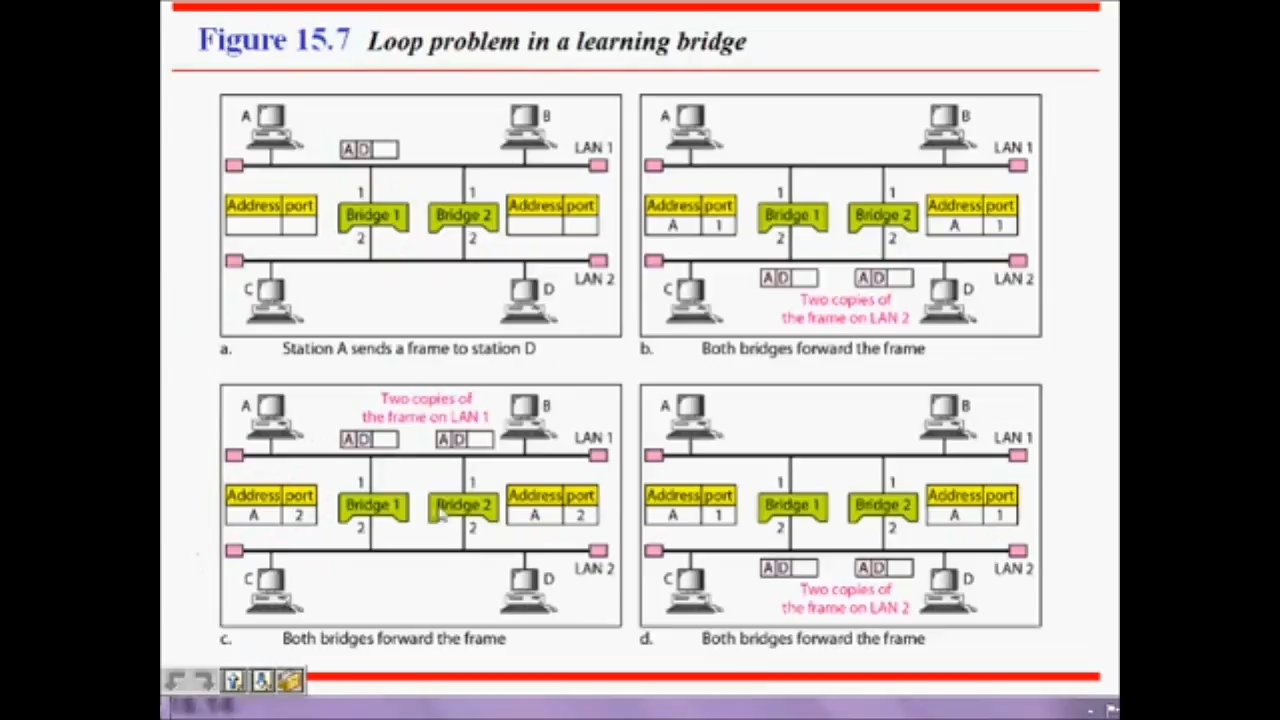 Figure 15.7 Loop problem in a learning bridge
A
B
A D
LAN 1
1
1
Address port
Bridge 1
Bridge 2
Address port
2
2
C
D
LAN 2
a. Station A sends a frame to station D
A
B
LAN 1
1
1
Address port
A 1
Bridge 1
Bridge 2
Address port
A 1
2
2
C
A D
A D
D
LAN 2
Two copies of
the frame on LAN 2
b. Both bridges forward the frame
Two copies of
the frame on LAN 1
A
B
A D
A D
LAN 1
1
1
Address port
A 2
Bridge 1
Bridge 2
Address port
A 2
2
2
C
D
LAN 2
c. Both bridges forward the frame
A
B
LAN 1
1
1
Address port
A 1
Bridge 1
Bridge 2
Address port
A 1
2
2
C
A D
A D
D
LAN 2
Two copies of
the frame on LAN 2
d. Both bridges forward the frame